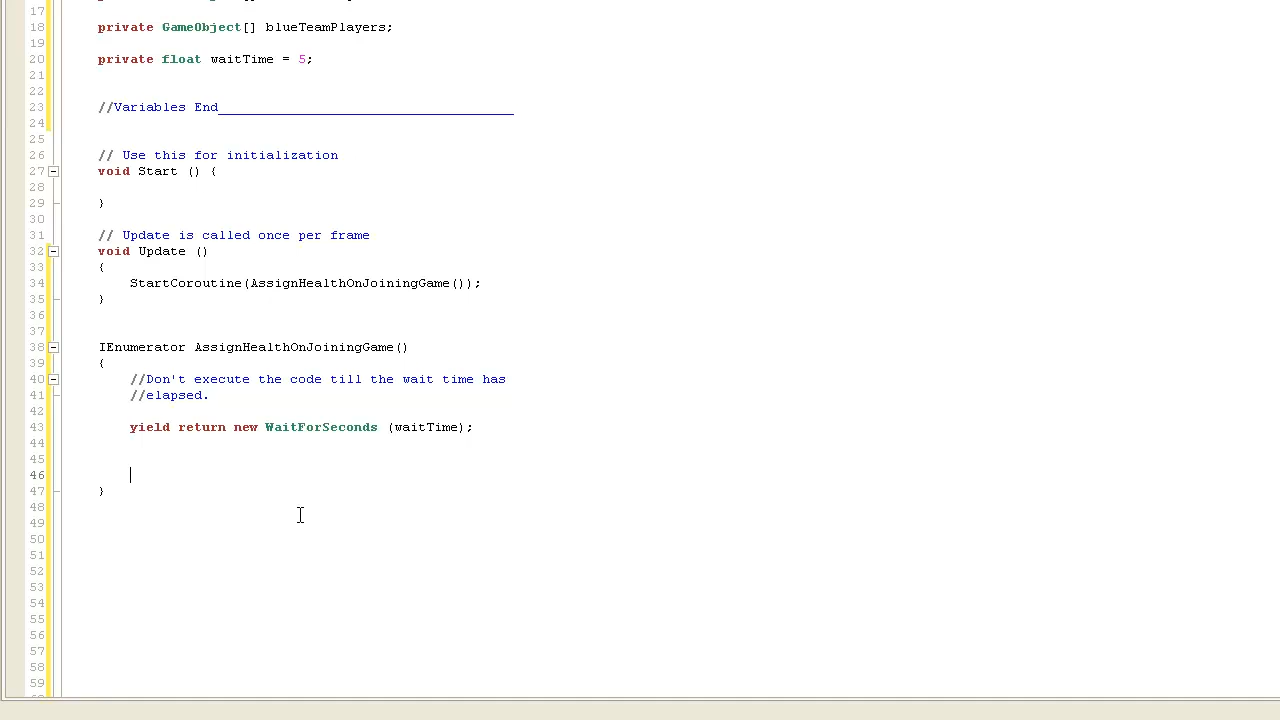 17
18 private GameObject[] blueTeamPlayers;
19
20 private float waitTime = 5;
21
22
23 //Variables End_____________________________________
24
25
26 // Use this for initialization
27 void Start () {
28
29 }
30
31 // Update is called once per frame
32 void Update ()
33 {
34 StartCoroutine(AssignHealthOnJoiningGame());
35 }
36
37
38 IEnumerator AssignHealthOnJoiningGame()
39 {
40 //Don't execute the code till the wait time has
41 //elapsed.
42
43 yield return new WaitForSeconds (waitTime);
44
45
46
47 }
48
49
50
51
52
53
54
55
56
57
58
59